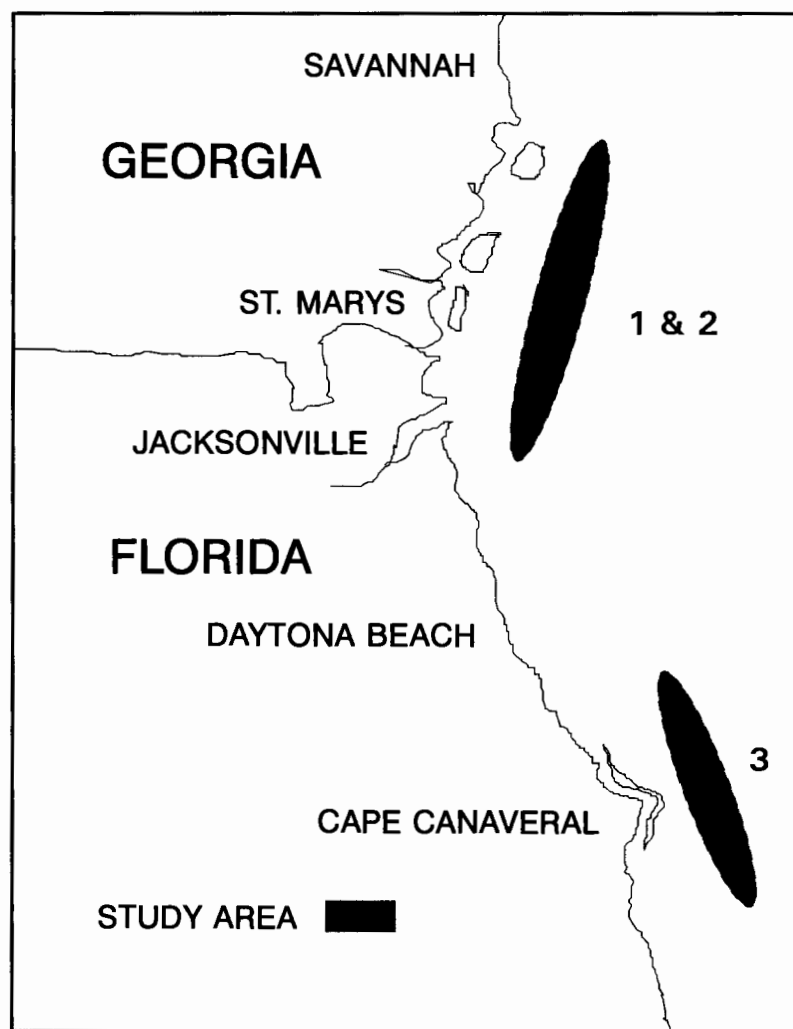 SAVANNAH
GEORGIA
ST. MARYS
1 & 2
JACKSONVILLE
FLORIDA
DAYTONA BEACH
3
CAPE CANAVERAL
STUDY AREA